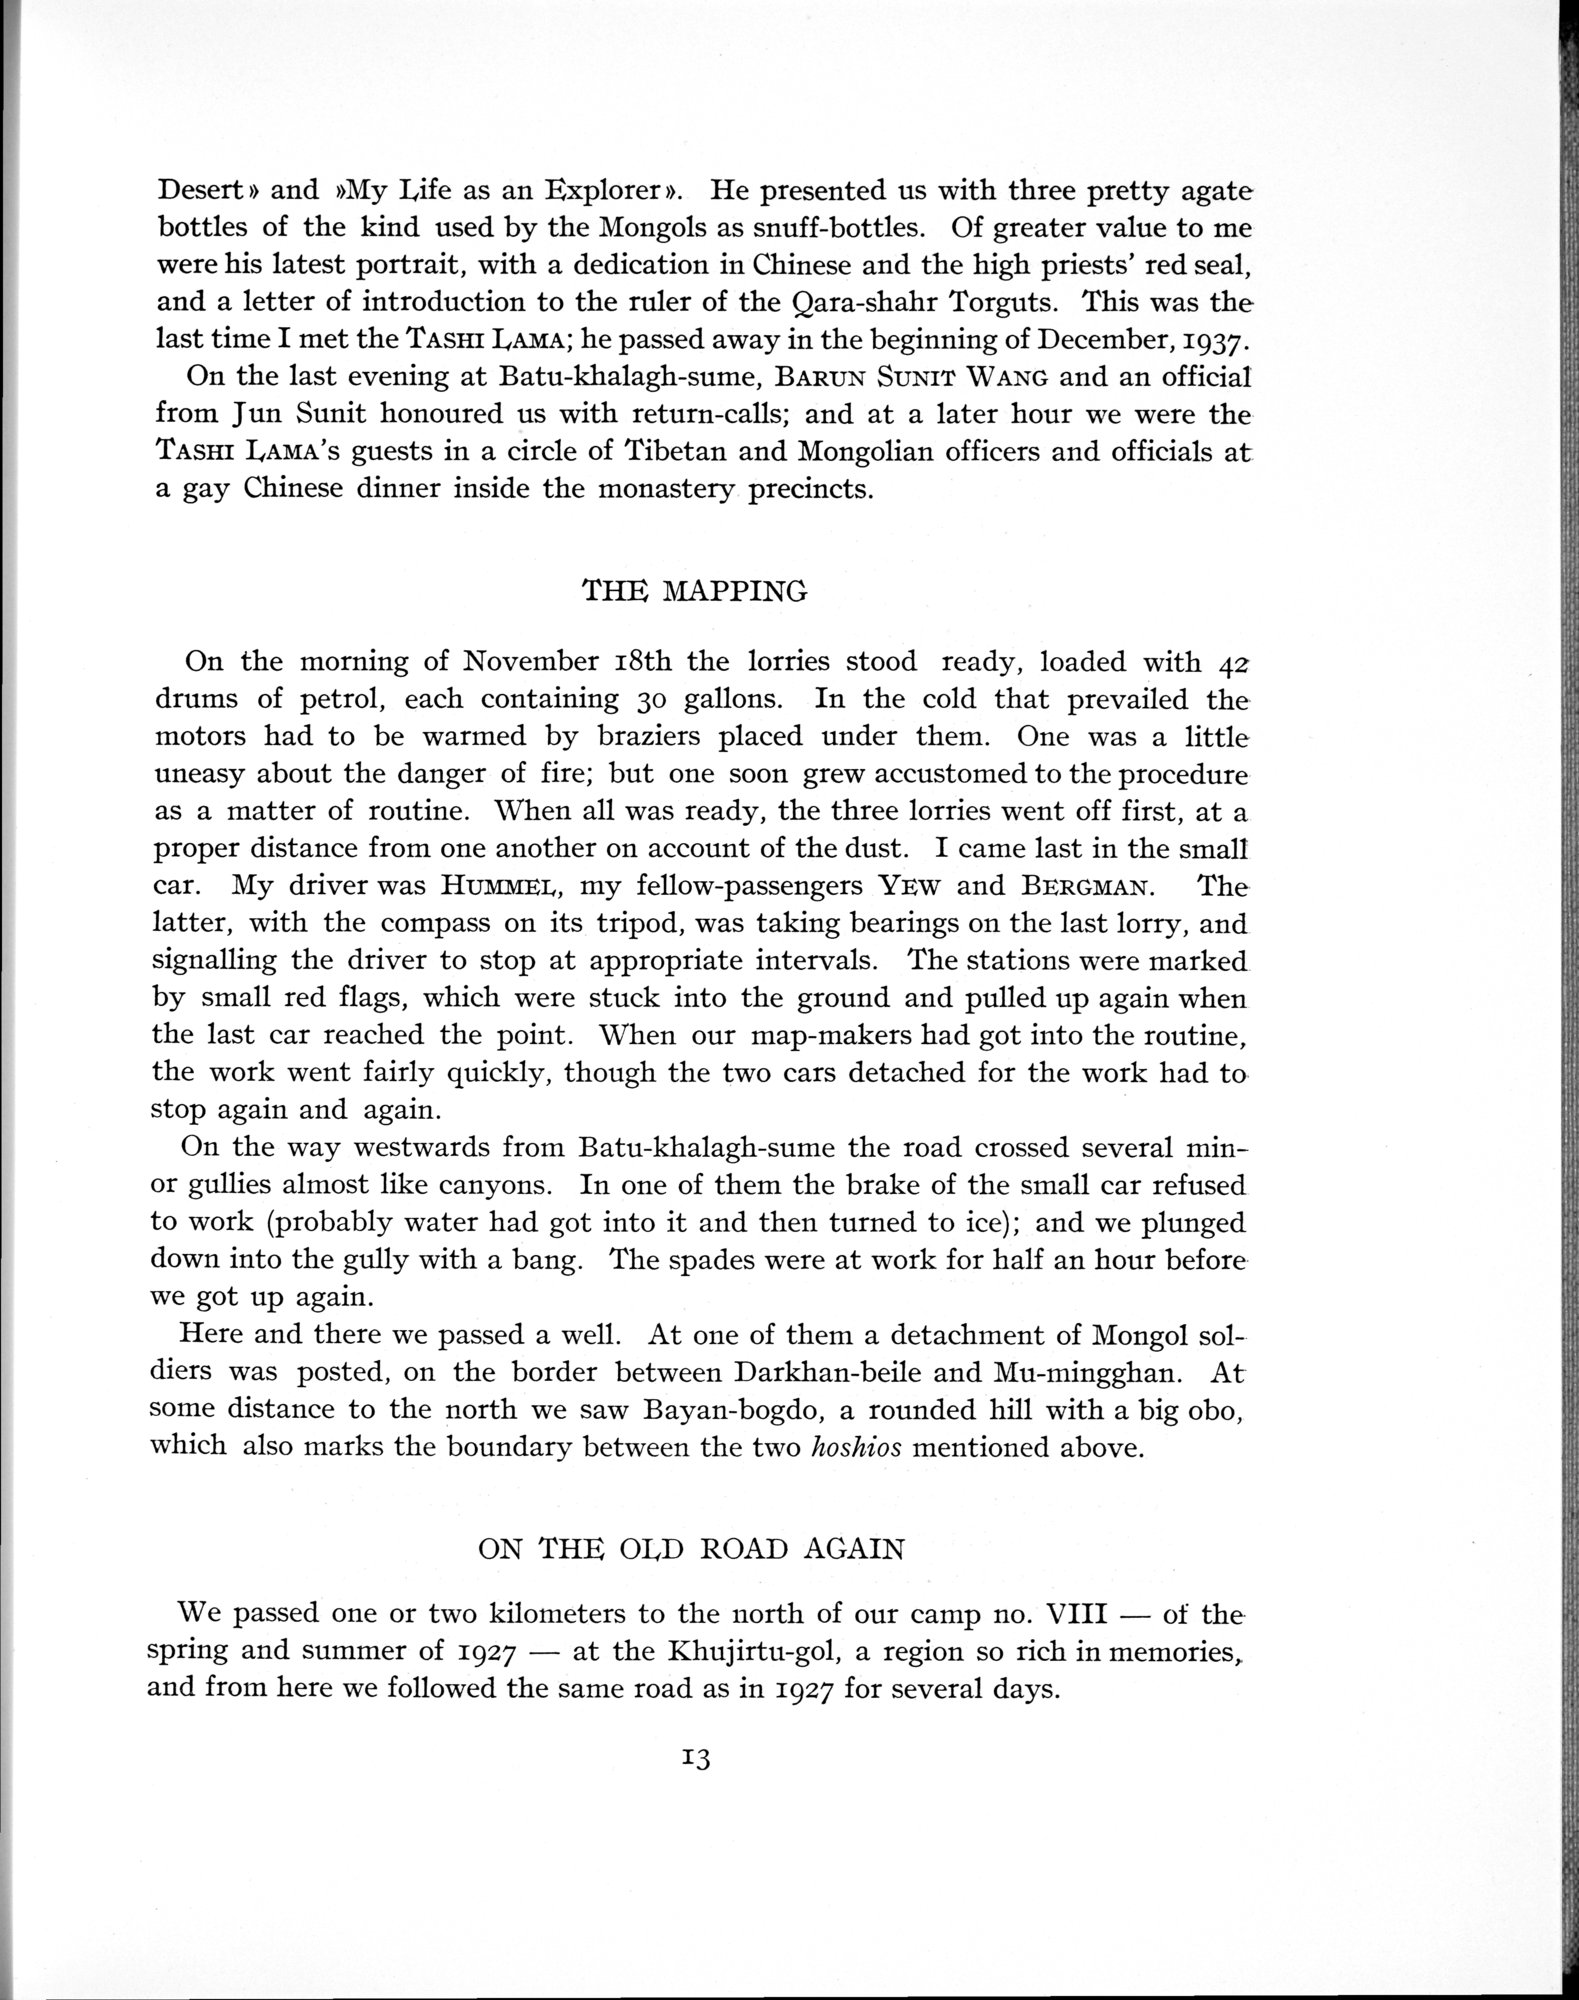 Desert» and »My Life as an Explorer». He presented us with three pretty agate
bottles of the kind used by the Mongols as snuff-bottles. Of greater value to me
were his latest portrait, with a dedication in Chinese and the high priests' red seal,
and a letter of introduction to the ruler of the Qara-shahr Torguts. This was the
last time I met the TASHI LAMA; he passed away in the beginning of December, 1937.
On the last evening at Batu-khalagh-sume, BARUN SUNIT WANG and an official
from Jun Sunit honoured us with return-calls; and at a later hour we were the
TASHI LAMA's guests in a circle of Tibetan and Mongolian officers and officials at
a gay Chinese dinner inside the monastery precincts.
THE MAPPING
On the morning of November 18th the lorries stood ready, loaded with 42
drums of petrol, each containing 30 gallons. In the cold that prevailed the
motors had to be warmed by braziers placed under them. One was a little
uneasy about the danger of fire; but one soon grew accustomed to the procedure
as a matter of routine. When all was ready, the three lorries went off first, at a
proper distance from one another on account of the dust. I came last in the small
car. My driver was HUMMEL, my fellow-passengers YEW and BERGMAN. The
latter, with the compass on its tripod, was taking bearings on the last lorry, and
signalling the driver to stop at appropriate intervals. The stations were marked
by small red flags, which were stuck into the ground and pulled up again when
the last car reached the point. When our map-makers had got into the routine,
the work went fairly quickly, though the two cars detached for the work had to
stop again and again.
On the way westwards from Batu-khalagh-sume the road crossed several min-
or gullies almost like canyons. In one of them the brake of the small car refused
to work (probably water had got into it and then turned to ice); and we plunged
down into the gully with a bang. The spades were at work for half an hour before
we got up again.
Here and there we passed a well. At one of them a detachment of Mongol sol-
diers was posted, on the border between Darkhan-beile and Mu-mingghan. At
some distance to the north we saw Bayan-bogdo, a rounded hill with a big obo,
which also marks the boundary between the two hoshios mentioned above.
ON THE OLD ROAD AGAIN
We passed one or two kilometers to the north of our camp no. VIII — of the
spring and summer of 1927 — at the Khujirtu-gol, a region so rich in memories,
and from here we followed the same road as in 1927 for several days.
13